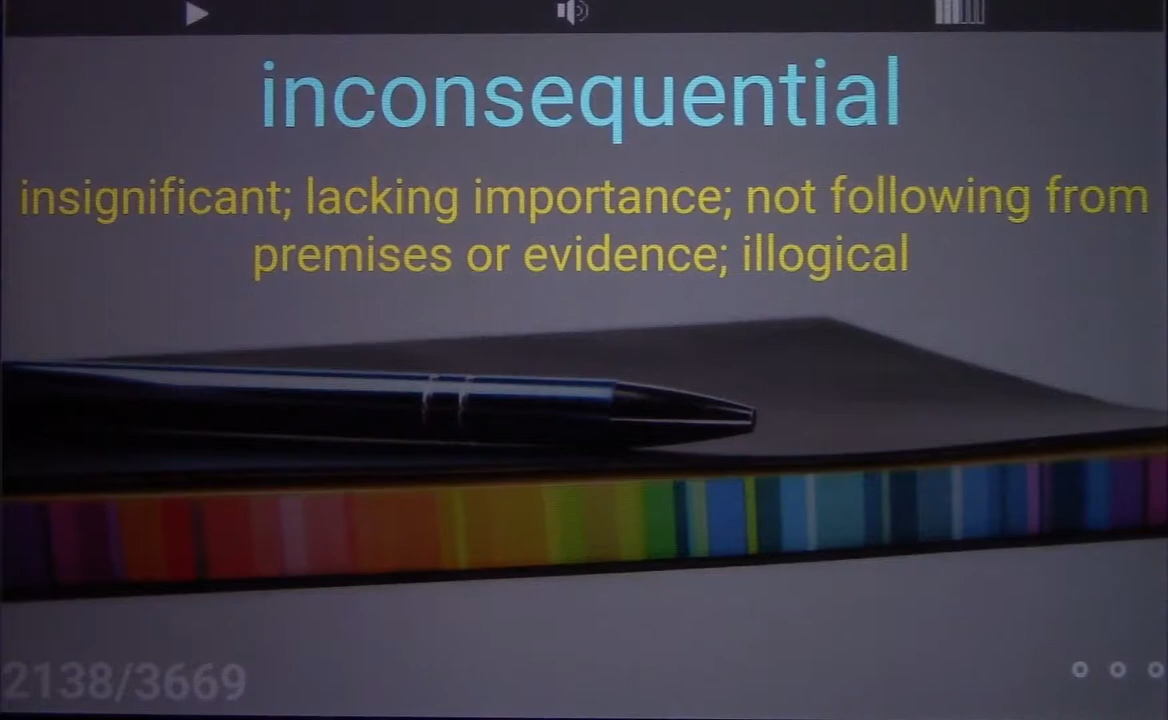 inconsequential
insignificant; lacking importance; not following from
premises or evidence; illogical
2138/3669